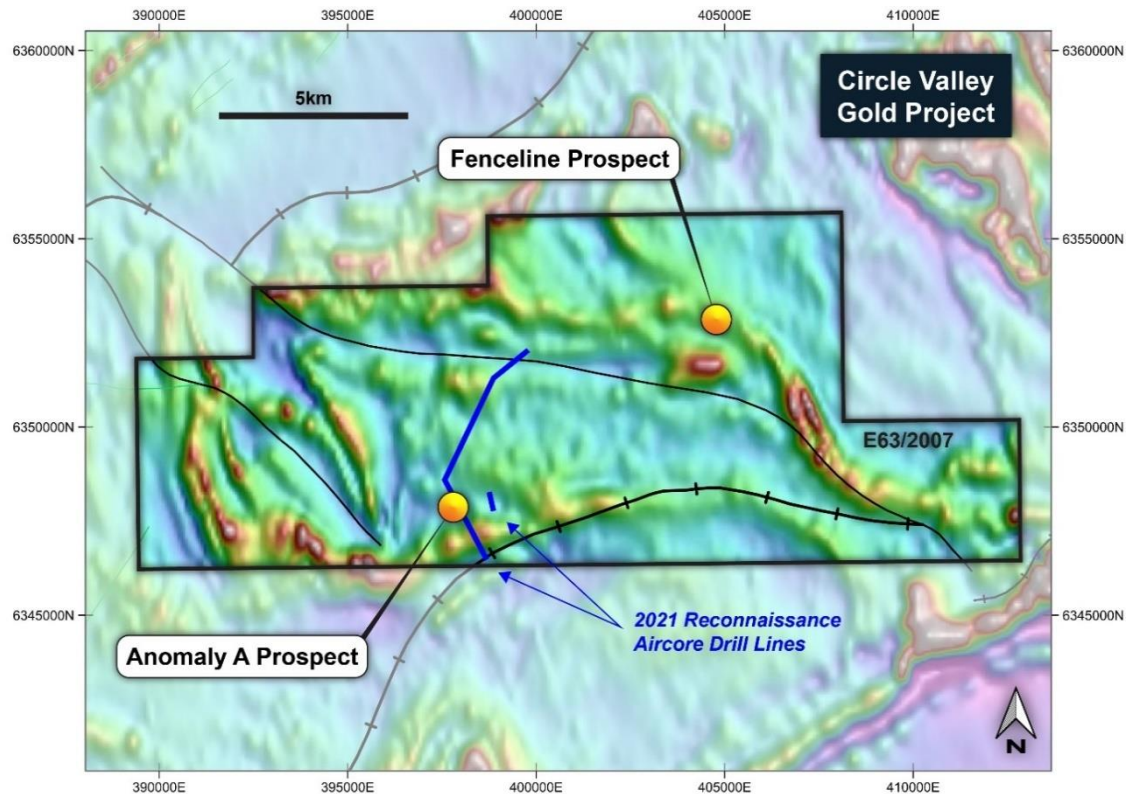 390000E
395000E
400000E
405000E
410000E
6360000N
6360000N
Circle Valley
Gold Project
5km
Fenceline Prospect
6355000N
6355000N
6350000N
6350000N
E63/2007
6345000N
6345000N
2021 Reconnaissance
Aircore Drill Lines
Anomaly A Prospect
N
390000E
395000E
400000E
405000E
410000E